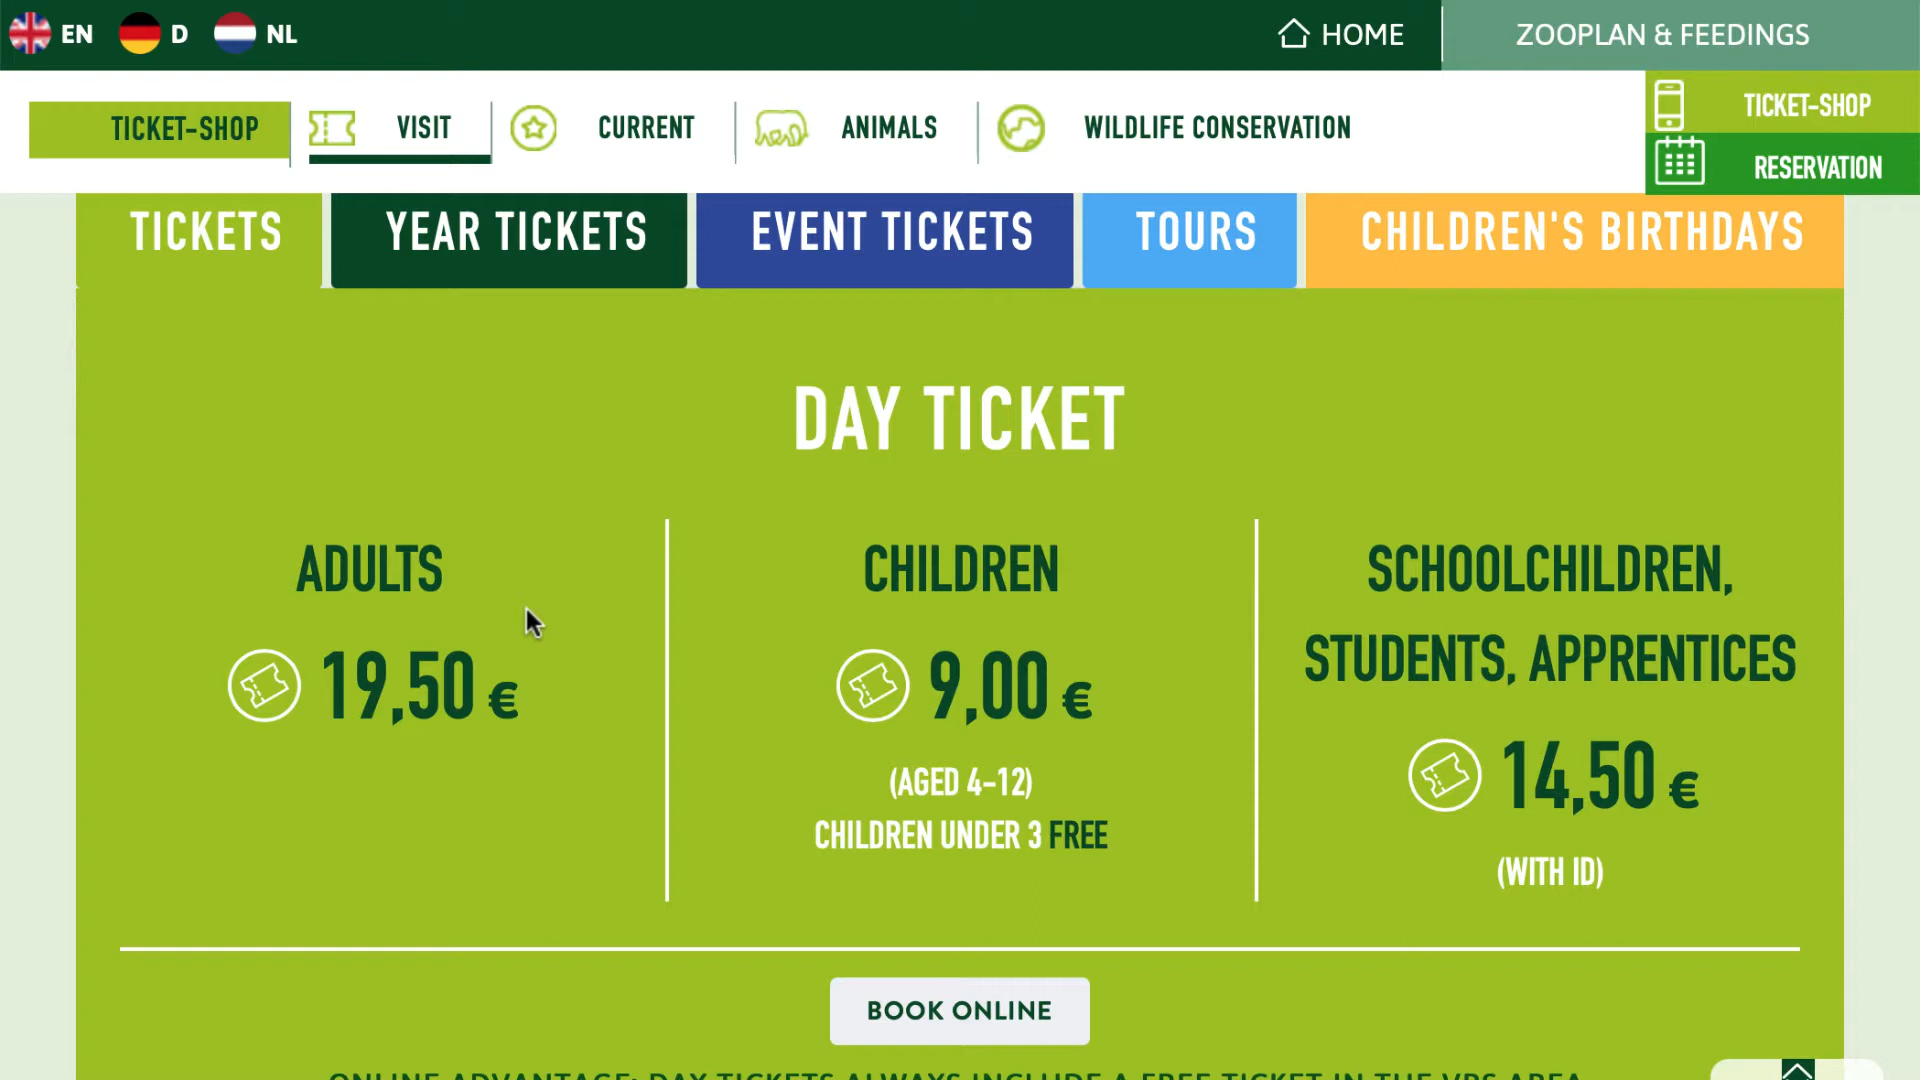 EN D NL HOME ZOOPLAN & FEEDINGS
TICKET-SHOP VISIT CURRENT ANIMALS WILDLIFE CONSERVATION TICKET-SHOP
RESERVATION
TICKETS YEAR TICKETS EVENT TICKETS TOURS CHILDREN'S BIRTHDAYS
DAY TICKET
ADULTS
19,50 €
CHILDREN
9,00 €
(AGED 4-12)
CHILDREN UNDER 3 FREE
SCHOOLCHILDREN,
STUDENTS, APPRENTICES
14,50 €
(WITH ID)
BOOK ONLINE
ONLINE ADVANTAGE: DAY TICKETS ALWAYS INCLUDE A FREE TICKET IN THE VRS AREA